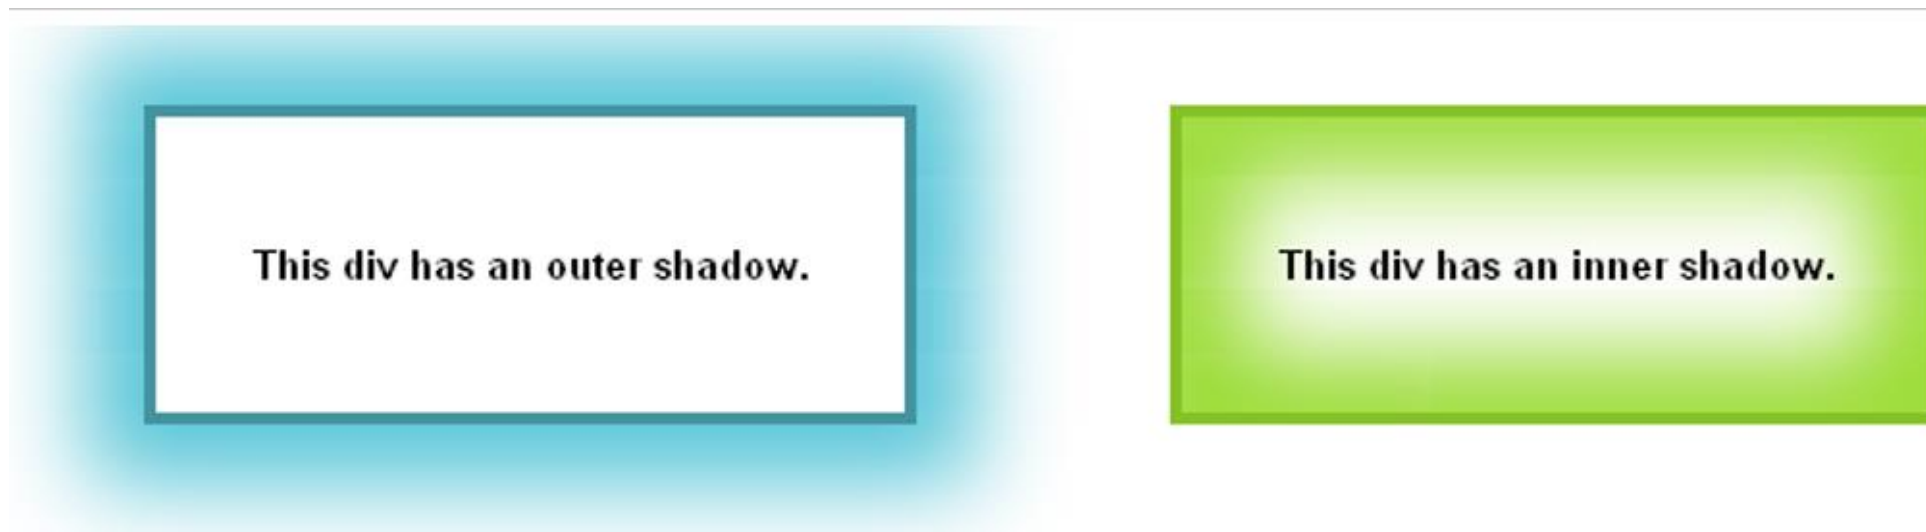 This div has an outer shadow.
This div has an inner shadow.